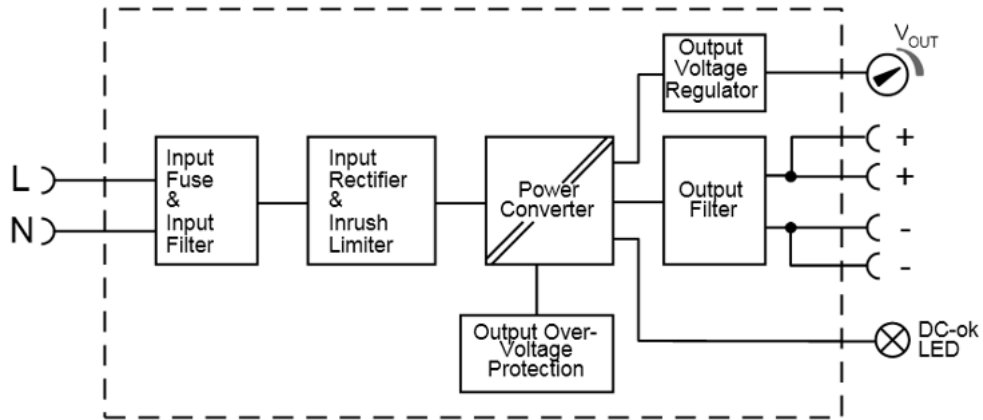 V OUT
Output
Voltage
Regulator
L
N
Input
Fuse
&
Input
Filter
Input
Rectifier
&
Inrush
Limiter
Power
Converter
Output
Filter
+
+
-
-
Output Over-
Voltage
Protection
DC-ok
LED